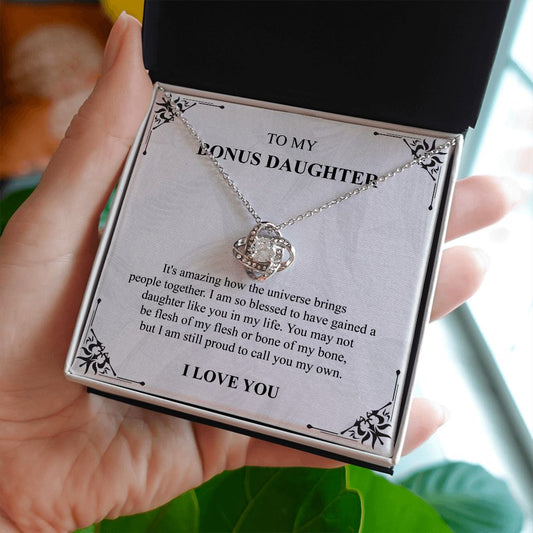 TO MY
BONUS DAUGHTER
It's amazing how the universe brings
people together. I am so blessed to have gained a
daughter like you in my life. You may not
be flesh of my flesh or bone of my bone,
but I am still proud to call you my own.
I LOVE YOU